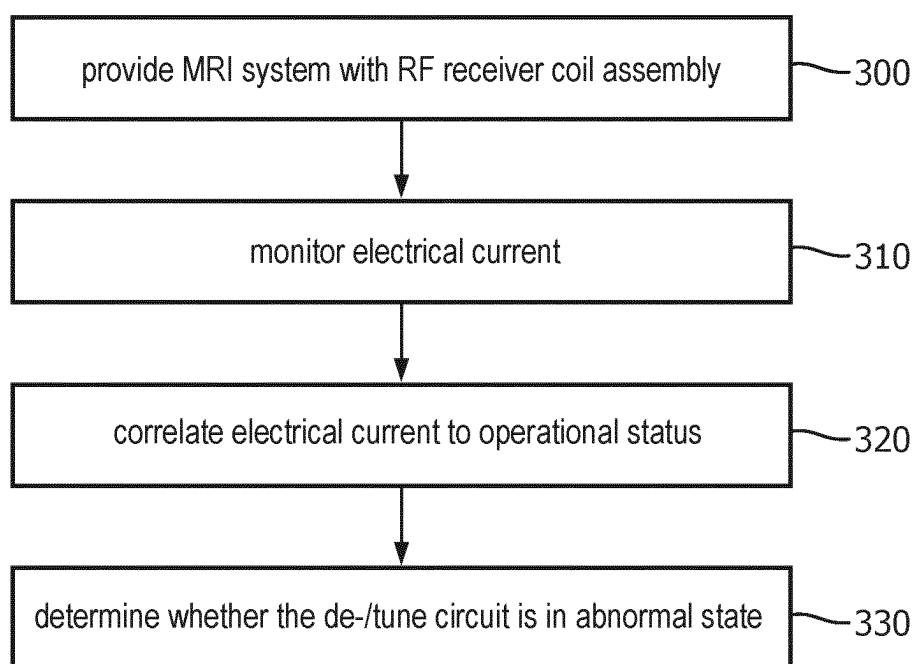 provide MRI system with RF receiver coil assembly
300
monitor electrical current
310
correlate electrical current to operational status
320
determine whether the de-/tune circuit is in abnormal state
330